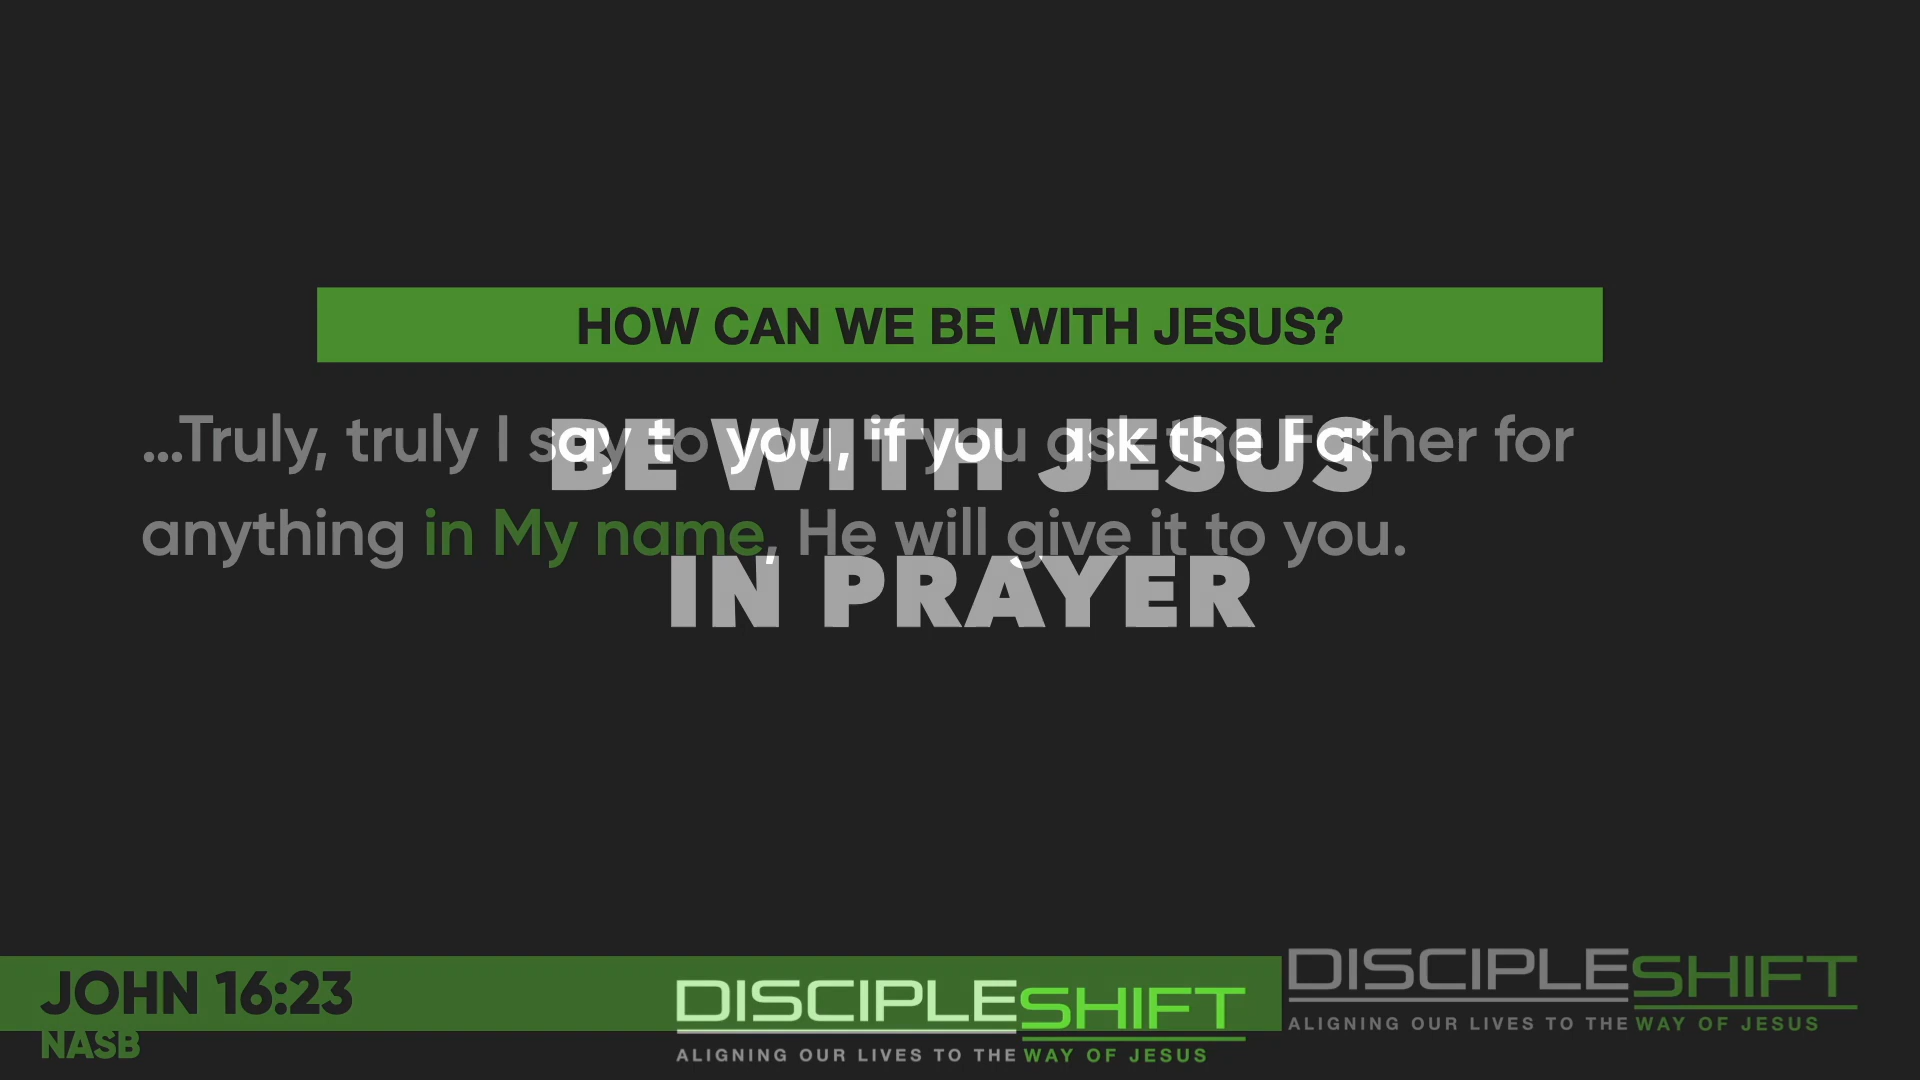 HOW CAN WE BE WITH JESUS?
...Truly, truly I say to you, if you ask the Father for
anything in My name, He will give it to you.
BE WITH JESUS
IN PRAYER
JOHN 16:23
NASB
DISCIPLESHIFT
ALIGNING OUR LIVES TO THE WAY OF JESUS
DISCIPLESHIFT
ALIGNING OUR LIVES TO THE WAY OF JESUS